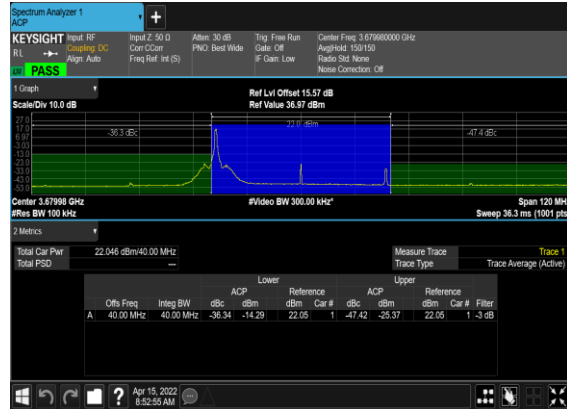 Spectrum Analyzer 1
ACP
+
KEYSIGHT Input: RF Input Z: 50 Ω Atten: 30 dB Trig: Free Run Center Freq: 3.679980000 GHz
RL Coupling: DC Corr CCorr PNO: Best Wide Gate: Off Avg|Hold: 150/150
Align: Auto Freq Ref: Int (S) IF Gain: Low Radio Std: None
PASS Noise Correction: Off
1 Graph Ref Lvl Offset 15.57 dB
Scale/Div 10.0 dB Ref Value 36.97 dBm
27.0
17.0
6.97
-3.03
-13.0
-23.0
-33.0
-43.0
-53.0
-36.3 dBc 22.0 dBm -47.4 dBc
Center 3.67998 GHz #Video BW 300.00 kHz* Span 120 MH
#Res BW 100 kHz Sweep 36.3 ms (1001 pts
2 Metrics
Total Car Pwr 22.046 dBm/40.00 MHz Measure Trace Trace 1
Total PSD --- Trace Type Trace Average (Active)
Lower Upper
ACP Reference ACP Reference
Offs Freq Integ BW dBc dBm dBm Car # dBc dBm dBm Car # Filter
A 40.00 MHz 40.00 MHz -36.34 -14.29 22.05 1 -47.42 -25.37 22.05 1 -3 dB
?
Apr 15, 2022
8:52:55 AM